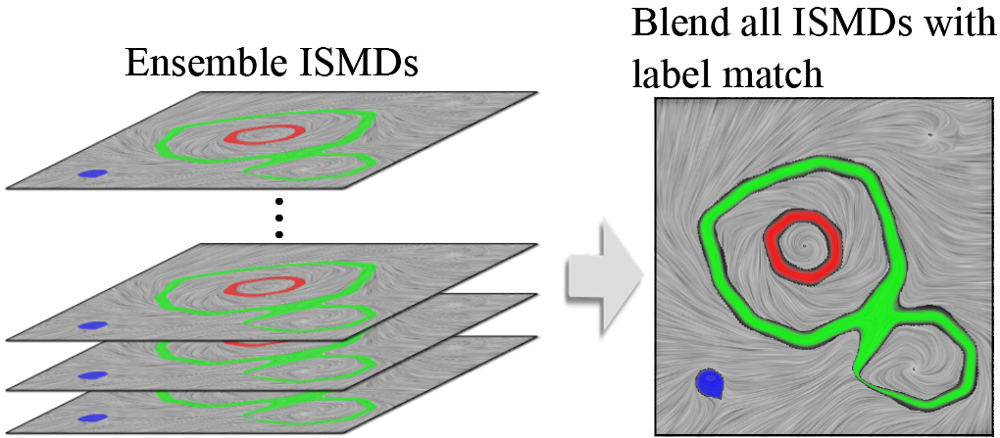 Ensemble ISMDs
Blend all ISMDs with
label match